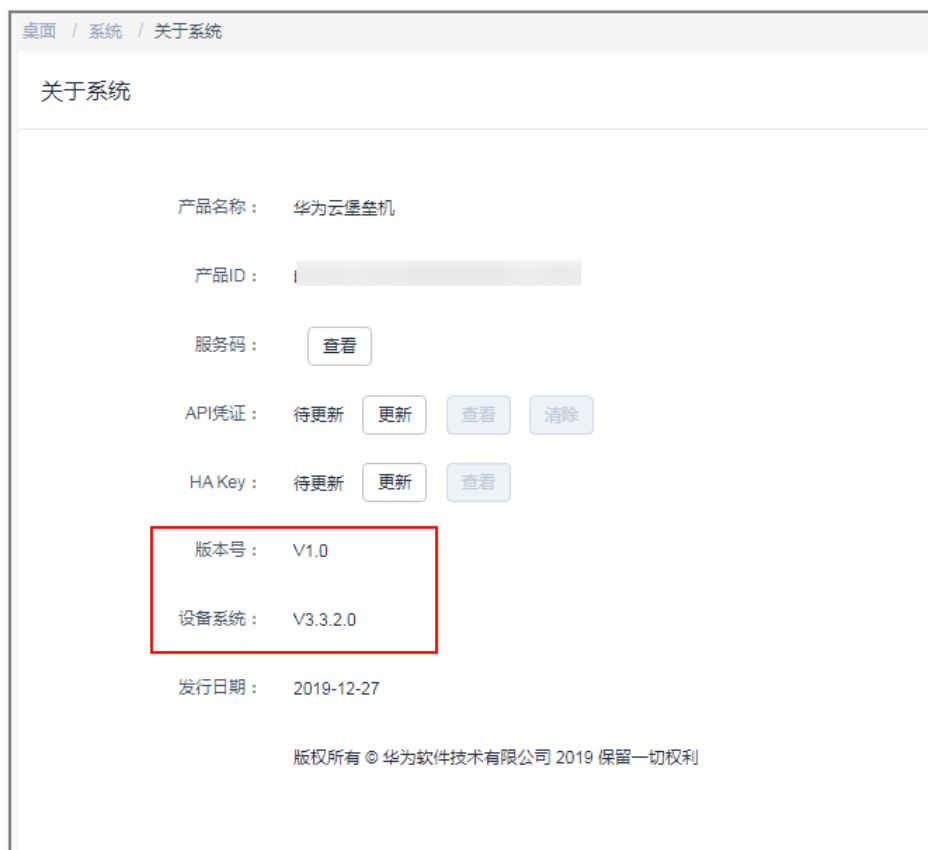 桌面 / 系统 / 关于系统
关于系统
产品名称： 华为云堡垒机
产品ID：
服务码： 查看
API凭证： 待更新 更新 查看 清除
HA Key： 待更新 更新 查看
版本号： V1.0
设备系统： V3.3.2.0
发行日期： 2019-12-27
版权所有 © 华为软件技术有限公司 2019 保留一切权利